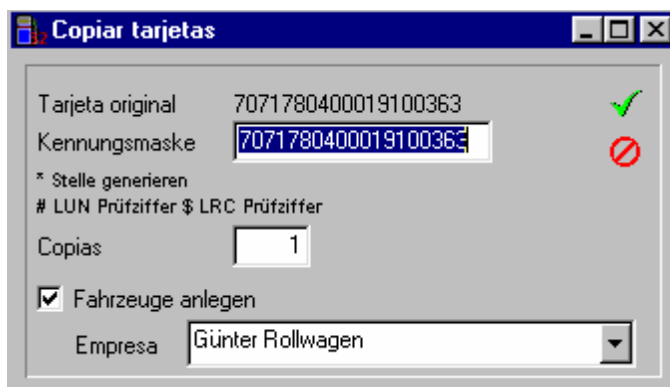 Copiar tarjetas
Tarjeta original 7071780400019100363
Kennungsmaske 7071780400019100363
* Stelle generieren
# LUN Prüfziffer $ LRC Prüfziffer
Copias 1
Fahrzeuge anlegen
Empresa Günter Rollwagen